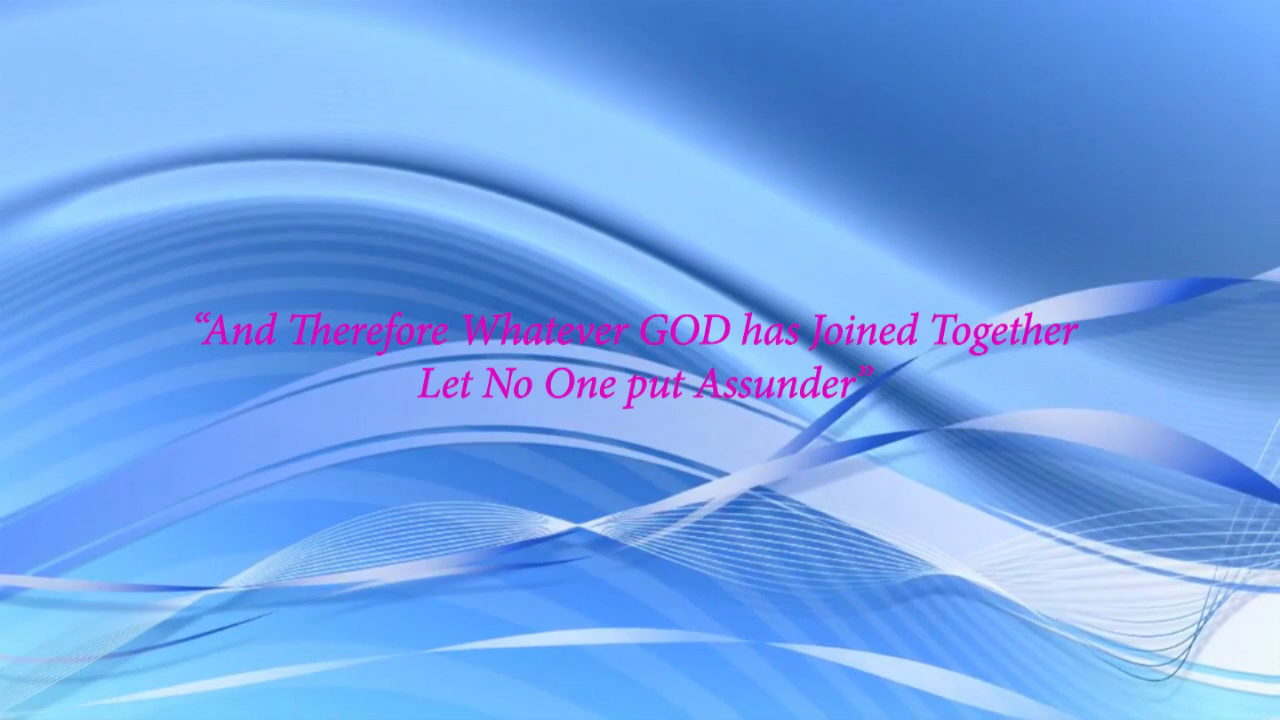 “And Therefore Whatever GOD has Joined Together
Let No One put Assunder”